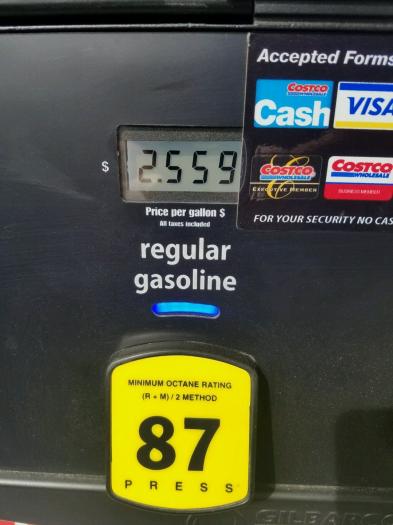 Accepted Forms
COSTCO
Cash
VISA
$ 2.559
COSTCO
WHOLESALE
EXECUTIVE MEMBER
COSTCO
WHOLESALE
BUSINESS MEMBER
Price per gallon $
All taxes included
FOR YOUR SECURITY NO CAS
regular
gasoline
MINIMUM OCTANE RATING
(R + M) / 2 METHOD
87
PRESS
GILBARCO